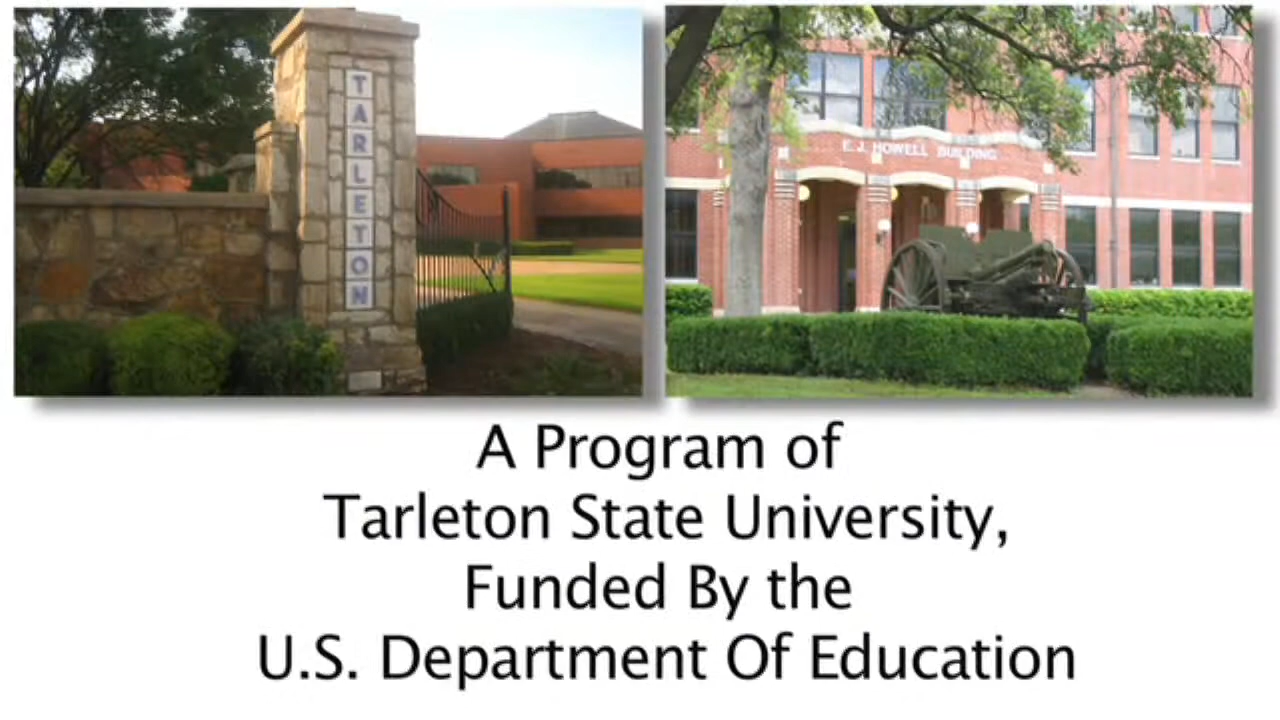 TARLETON
E.J. HOWELL BUILDING
A Program of
Tarleton State University,
Funded By the
U.S. Department Of Education